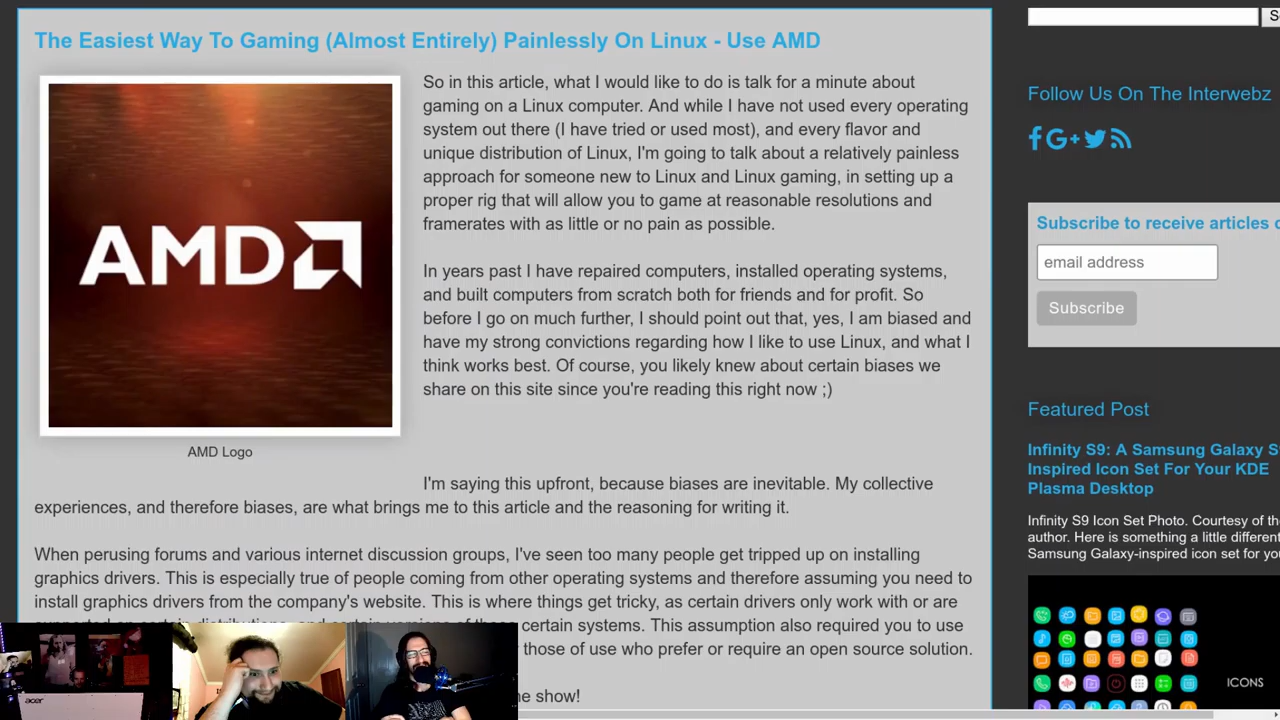 The Easiest Way To Gaming (Almost Entirely) Painlessly On Linux - Use AMD
AMD
AMD Logo
So in this article, what I would like to do is talk for a minute about
gaming on a Linux computer. And while I have not used every operating
system out there (I have tried or used most), and every flavor and
unique distribution of Linux, I'm going to talk about a relatively painless
approach for someone new to Linux and Linux gaming, in setting up a
proper rig that will allow you to game at reasonable resolutions and
framerates with as little or no pain as possible.
In years past I have repaired computers, installed operating systems,
and built computers from scratch both for friends and for profit. So
before I go on much further, I should point out that, yes, I am biased and
have my strong convictions regarding how I like to use Linux, and what I
think works best. Of course, you likely knew about certain biases we
share on this site since you're reading this right now ;)
I'm saying this upfront, because biases are inevitable. My collective
experiences, and therefore biases, are what brings me to this article and the reasoning for writing it.
When perusing forums and various internet discussion groups, I've seen too many people get tripped up on installing
graphics drivers. This is especially true of people coming from other operating systems and therefore assuming you need to
install graphics drivers from the company's website. This is where things get tricky, as certain drivers only work with or are
certain systems. This assumption also required you to use
those of use who prefer or require an open source solution.
he show!
acer
S
Follow Us On The Interwebz
G+
Subscribe to receive articles
email address
Subscribe
Featured Post
Infinity S9: A Samsung Galaxy S
Inspired Icon Set For Your KDE
Plasma Desktop
Infinity S9 Icon Set Photo. Courtesy of the
author. Here is something a little different
Samsung Galaxy-inspired icon set for you
ICONS